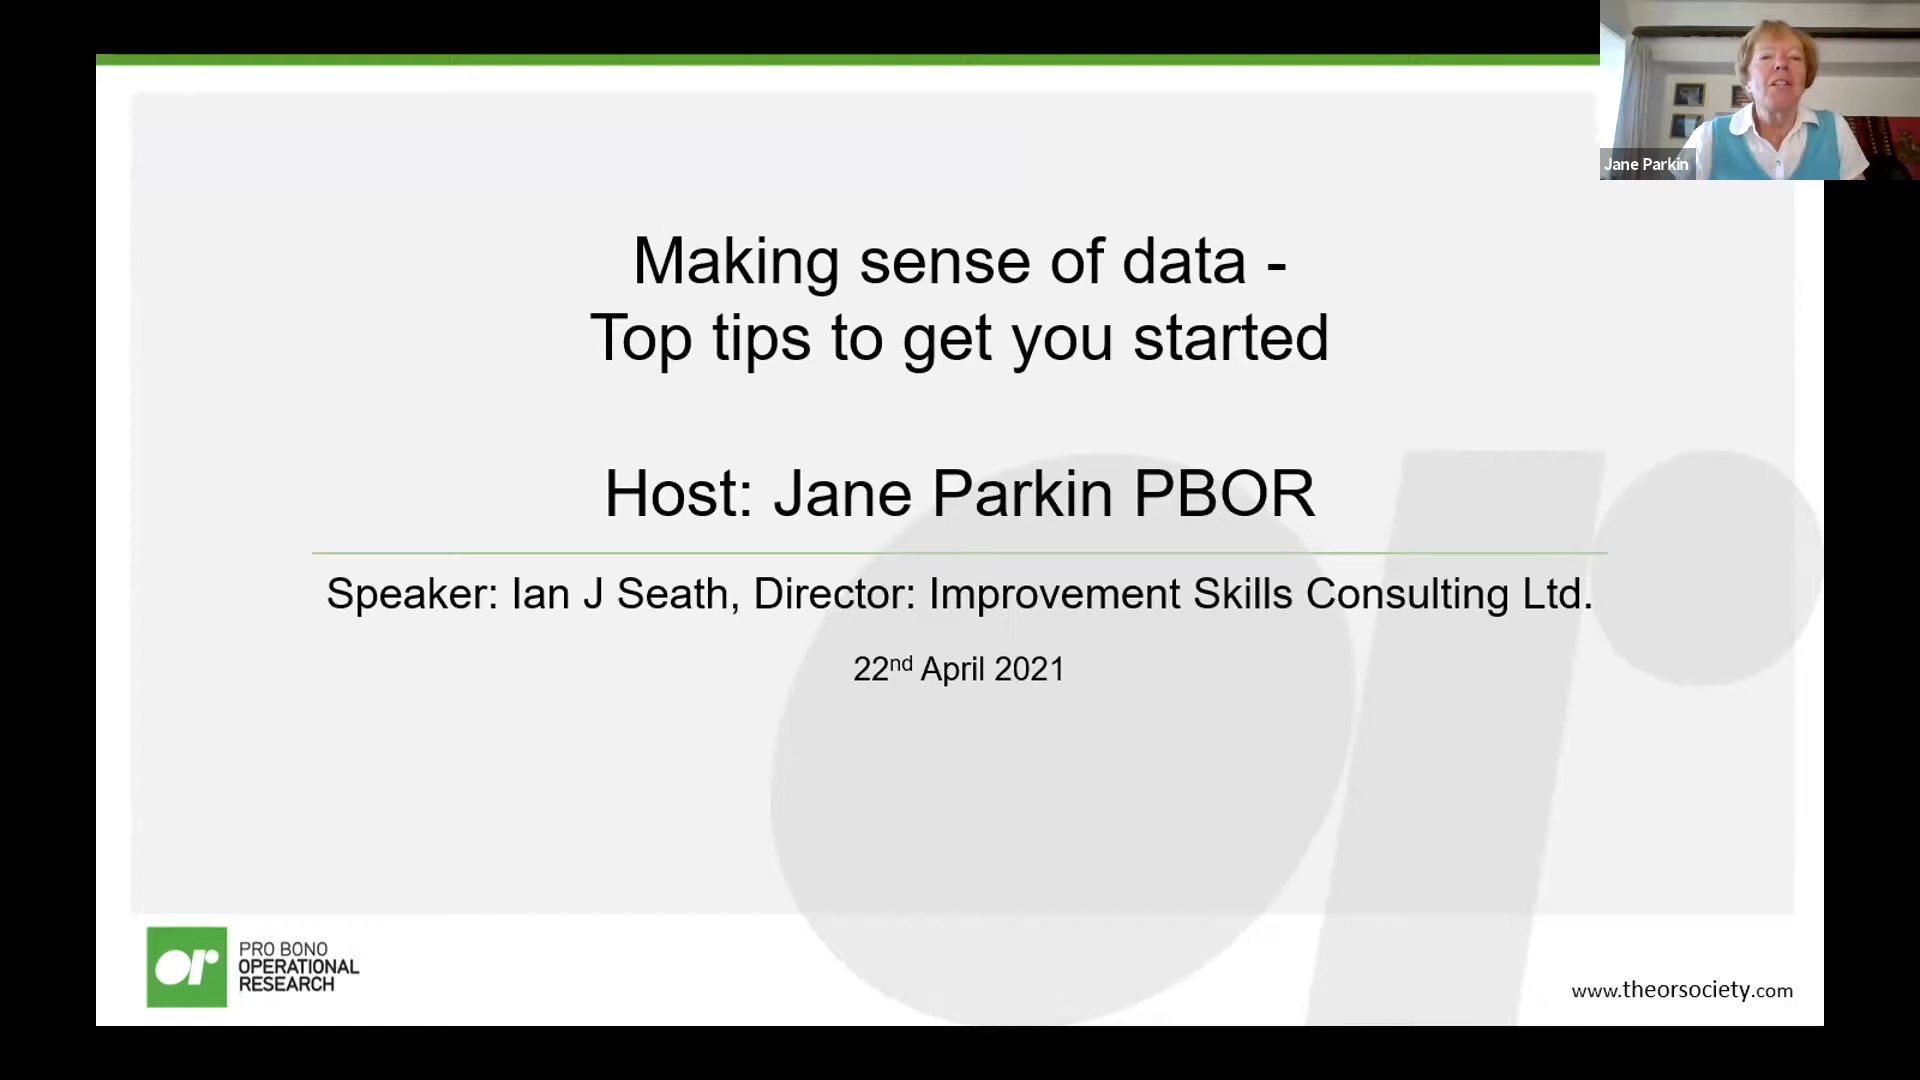 Jane Parkin
Making sense of data -
Top tips to get you started
Host: Jane Parkin PBOR
Speaker: Ian J Seath, Director: Improvement Skills Consulting Ltd.
22nd April 2021
or
PRO BONO
OPERATIONAL
RESEARCH
www.theorsociety.com